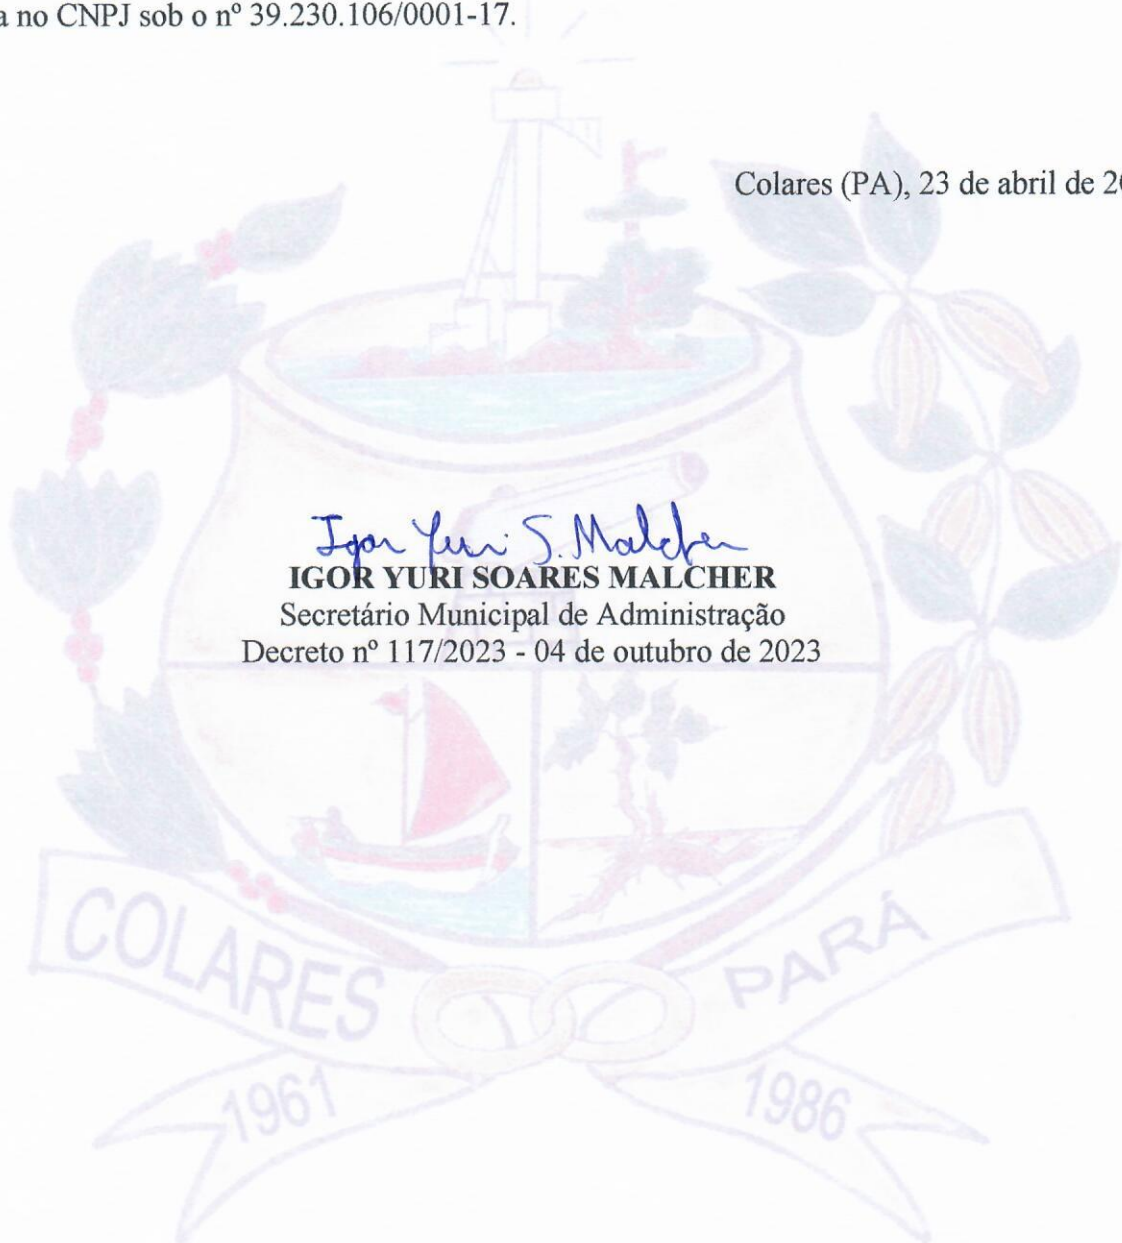 a no CNPJ sob o nº 39.230.106/0001-17.
Colares (PA), 23 de abril de 20
Igor Yuri S. Malcher
IGOR YURI SOARES MALCHER
Secretário Municipal de Administração
Decreto nº 117/2023 - 04 de outubro de 2023
COLARES
PARÁ
1961
1986